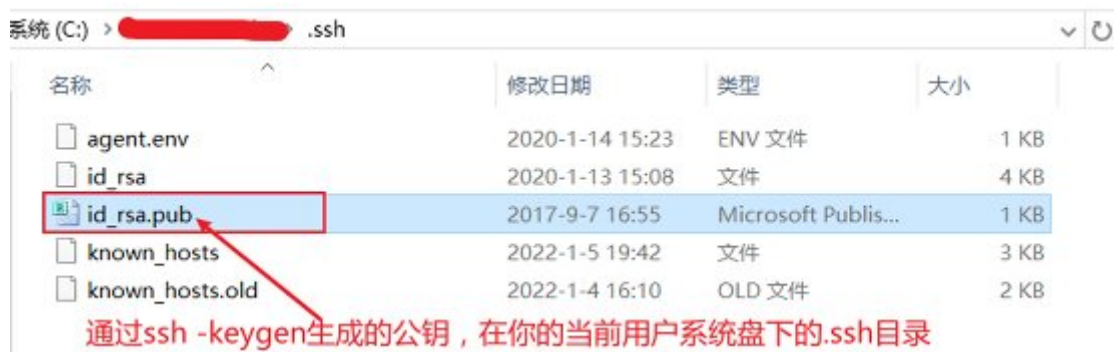 系统 (C:) > .ssh
名称 修改日期 类型 大小
agent.env 2020-1-14 15:23 ENV 文件 1 KB
id_rsa 2020-1-13 15:08 文件 4 KB
id_rsa.pub 2017-9-7 16:55 Microsoft Publis... 1 KB
known_hosts 2022-1-5 19:42 文件 3 KB
known_hosts.old 2022-1-4 16:10 OLD 文件 2 KB
通过ssh -keygen生成的公钥，在你的当前用户系统盘下的.ssh目录